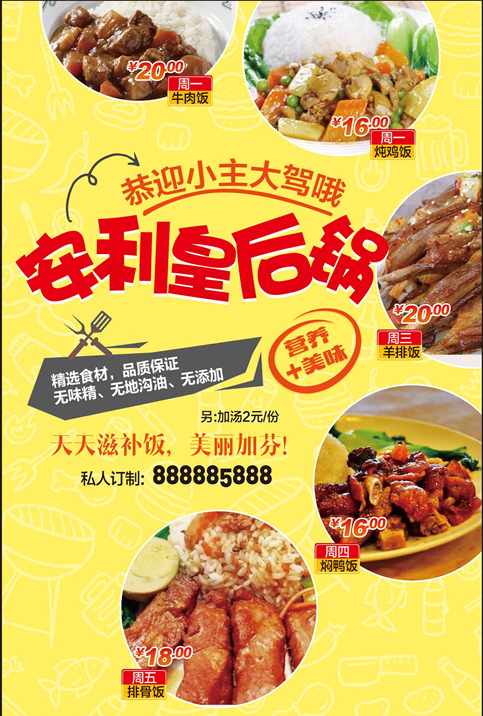 ¥20.00
周一
牛肉饭
¥16.00
周一
炖鸡饭
恭迎小主大驾哦
安利皇后锅
¥20.00
周三
羊排饭
营养
+美味
精选食材，品质保证
无味精、无地沟油、无添加
另:加汤2元/份
天天滋补饭，美丽加芬!
私人订制: 888885888
¥16.00
周四
焖鸭饭
¥18.00
周五
排骨饭